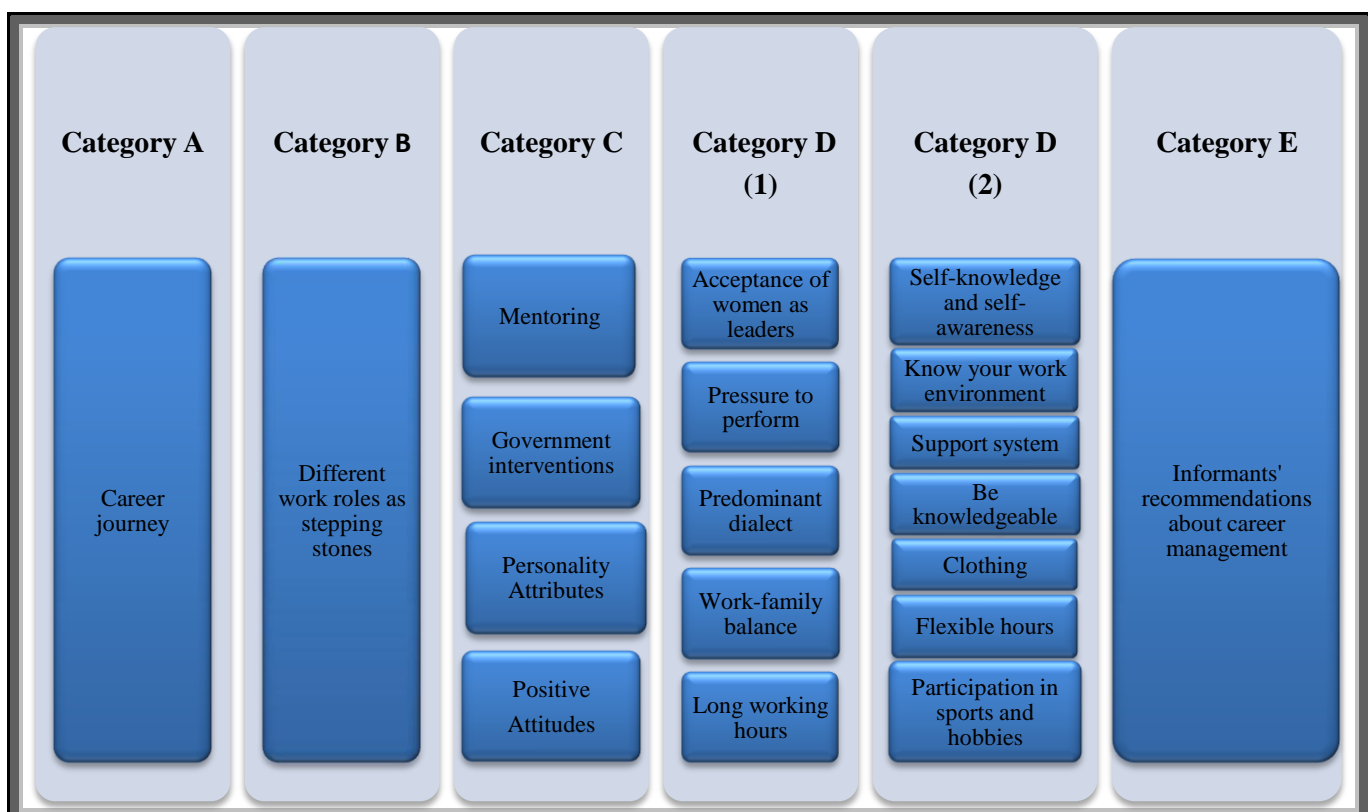 Category A
Career
journey
Category B
Different
work roles as
stepping
stones
Category C
Mentoring
Government
interventions
Personality
Attributes
Positive
Attitudes
Category D
(1)
Acceptance of
women as
leaders
Pressure to
perform
Predominant
dialect
Work-family
balance
Long working
hours
Category D
(2)
Self-knowledge
and self-
awareness
Know your work
environment
Support system
Be
knowledgeable
Clothing
Flexible hours
Participation in
sports and
hobbies
Category E
Informants'
recommendations
about career
management